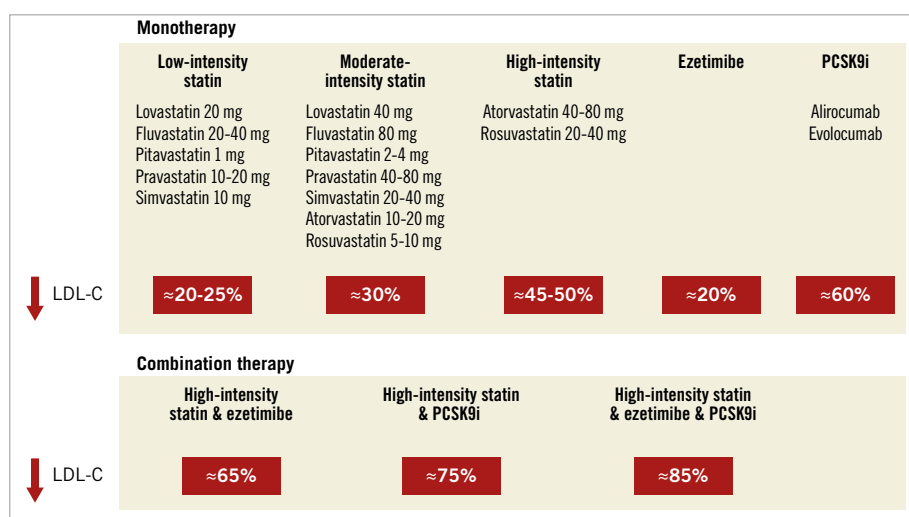 Monotherapy
Low-intensity
statin
Lovastatin 20 mg
Fluvastatin 20-40 mg
Pitavastatin 1 mg
Pravastatin 10-20 mg
Simvastatin 10 mg
Moderate-
intensity statin
Lovastatin 40 mg
Fluvastatin 80 mg
Pitavastatin 2-4 mg
Pravastatin 40-80 mg
Simvastatin 20-40 mg
Atorvastatin 10-20 mg
Rosuvastatin 5-10 mg
High-intensity
statin
Atorvastatin 40-80 mg
Rosuvastatin 20-40 mg
Ezetimibe
PCSK9i
Alirocumab
Evolocumab
LDL-C
≈20-25%
≈30%
≈45-50%
≈20%
≈60%
Combination therapy
High-intensity
statin & ezetimibe
High-intensity statin
& PCSK9i
High-intensity statin
& ezetimibe & PCSK9i
LDL-C
≈65%
≈75%
≈85%